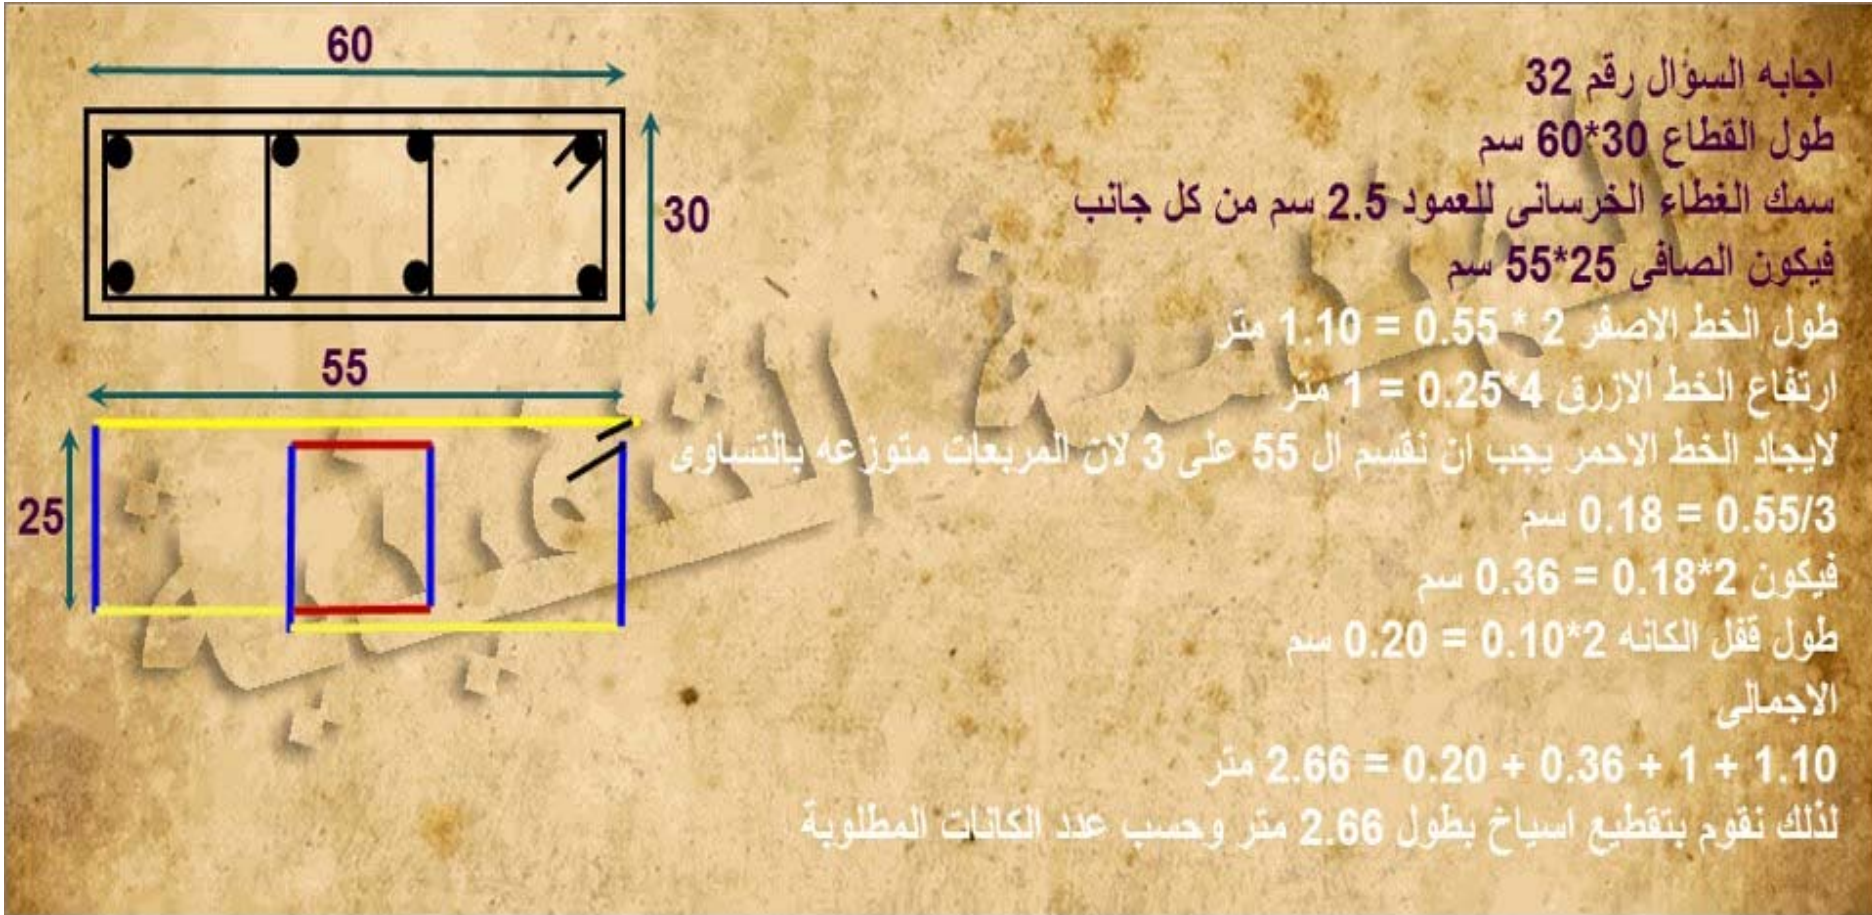 اجابه السؤال رقم 32
طول القطاع 30*60 سم
سمك الغطاء الخرسانى للعمود 2.5 سم من كل جانب
فيكون الصافى 25*55 سم
طول الخط الاصفر 2 * 0.55 = 1.10 متر
ارتفاع الخط الازرق 4*0.25 = 1 متر
لايجاد الخط الاحمر يجب ان نقسم ال 55 على 3 لان المربعات متوزعه بالتساوى
0.55/3 = 0.18 سم
فيكون 2*0.18 = 0.36 سم
طول قفل الكانه 2*0.10 = 0.20 سم
الاجمالى
1.10 + 1 + 0.36 + 0.20 = 2.66 متر
لذلك نقوم بتقطيع اسياخ بطول 2.66 متر وحسب عدد الكانات المطلوبة
60
30
55
25